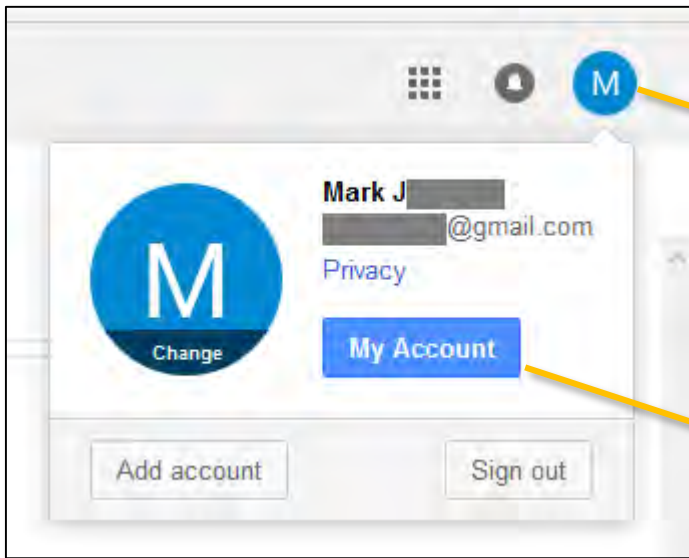 M
Mark J
@gmail.com
Privacy
M
Change
My Account
Add account
Sign out